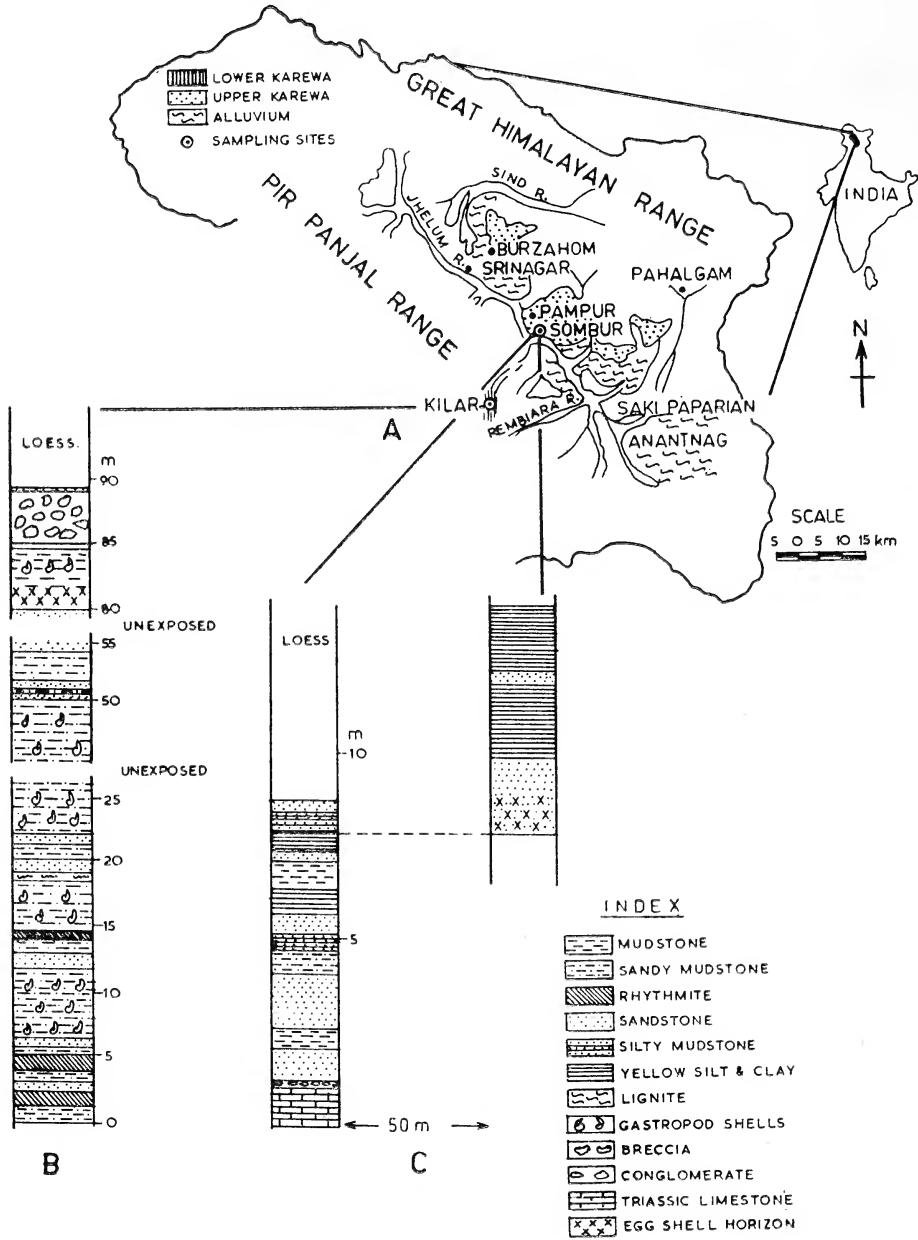 LOWER KAREWA
UPPER KAREWA
ALLUVIUM
SAMPLING SITES
GREAT HIMALAYAN RANGE
PIR PANJAL RANGE
SIND R.
JHELUM R.
BURZAHOM
SRINAGAR
PAHALGAM
PAMPUR
SOMBUR
INDIA
N
KILAR
REMBIARA R.
SAKI PAPARIAN
ANANTNAG
A
SCALE
5 0 5 10 15 km
LOESS.
m
90
85
80
UNEXPOSED
55
50
UNEXPOSED
25
20
15
10
5
0
B
LOESS
m
10
5
50 m
C
INDEX
MUDSTONE
SANDY MUDSTONE
RHYTHMITE
SANDSTONE
SILTY MUDSTONE
YELLOW SILT & CLAY
LIGNITE
GASTROPOD SHELLS
BRECCIA
CONGLOMERATE
TRIASSIC LIMESTONE
EGG SHELL HORIZON